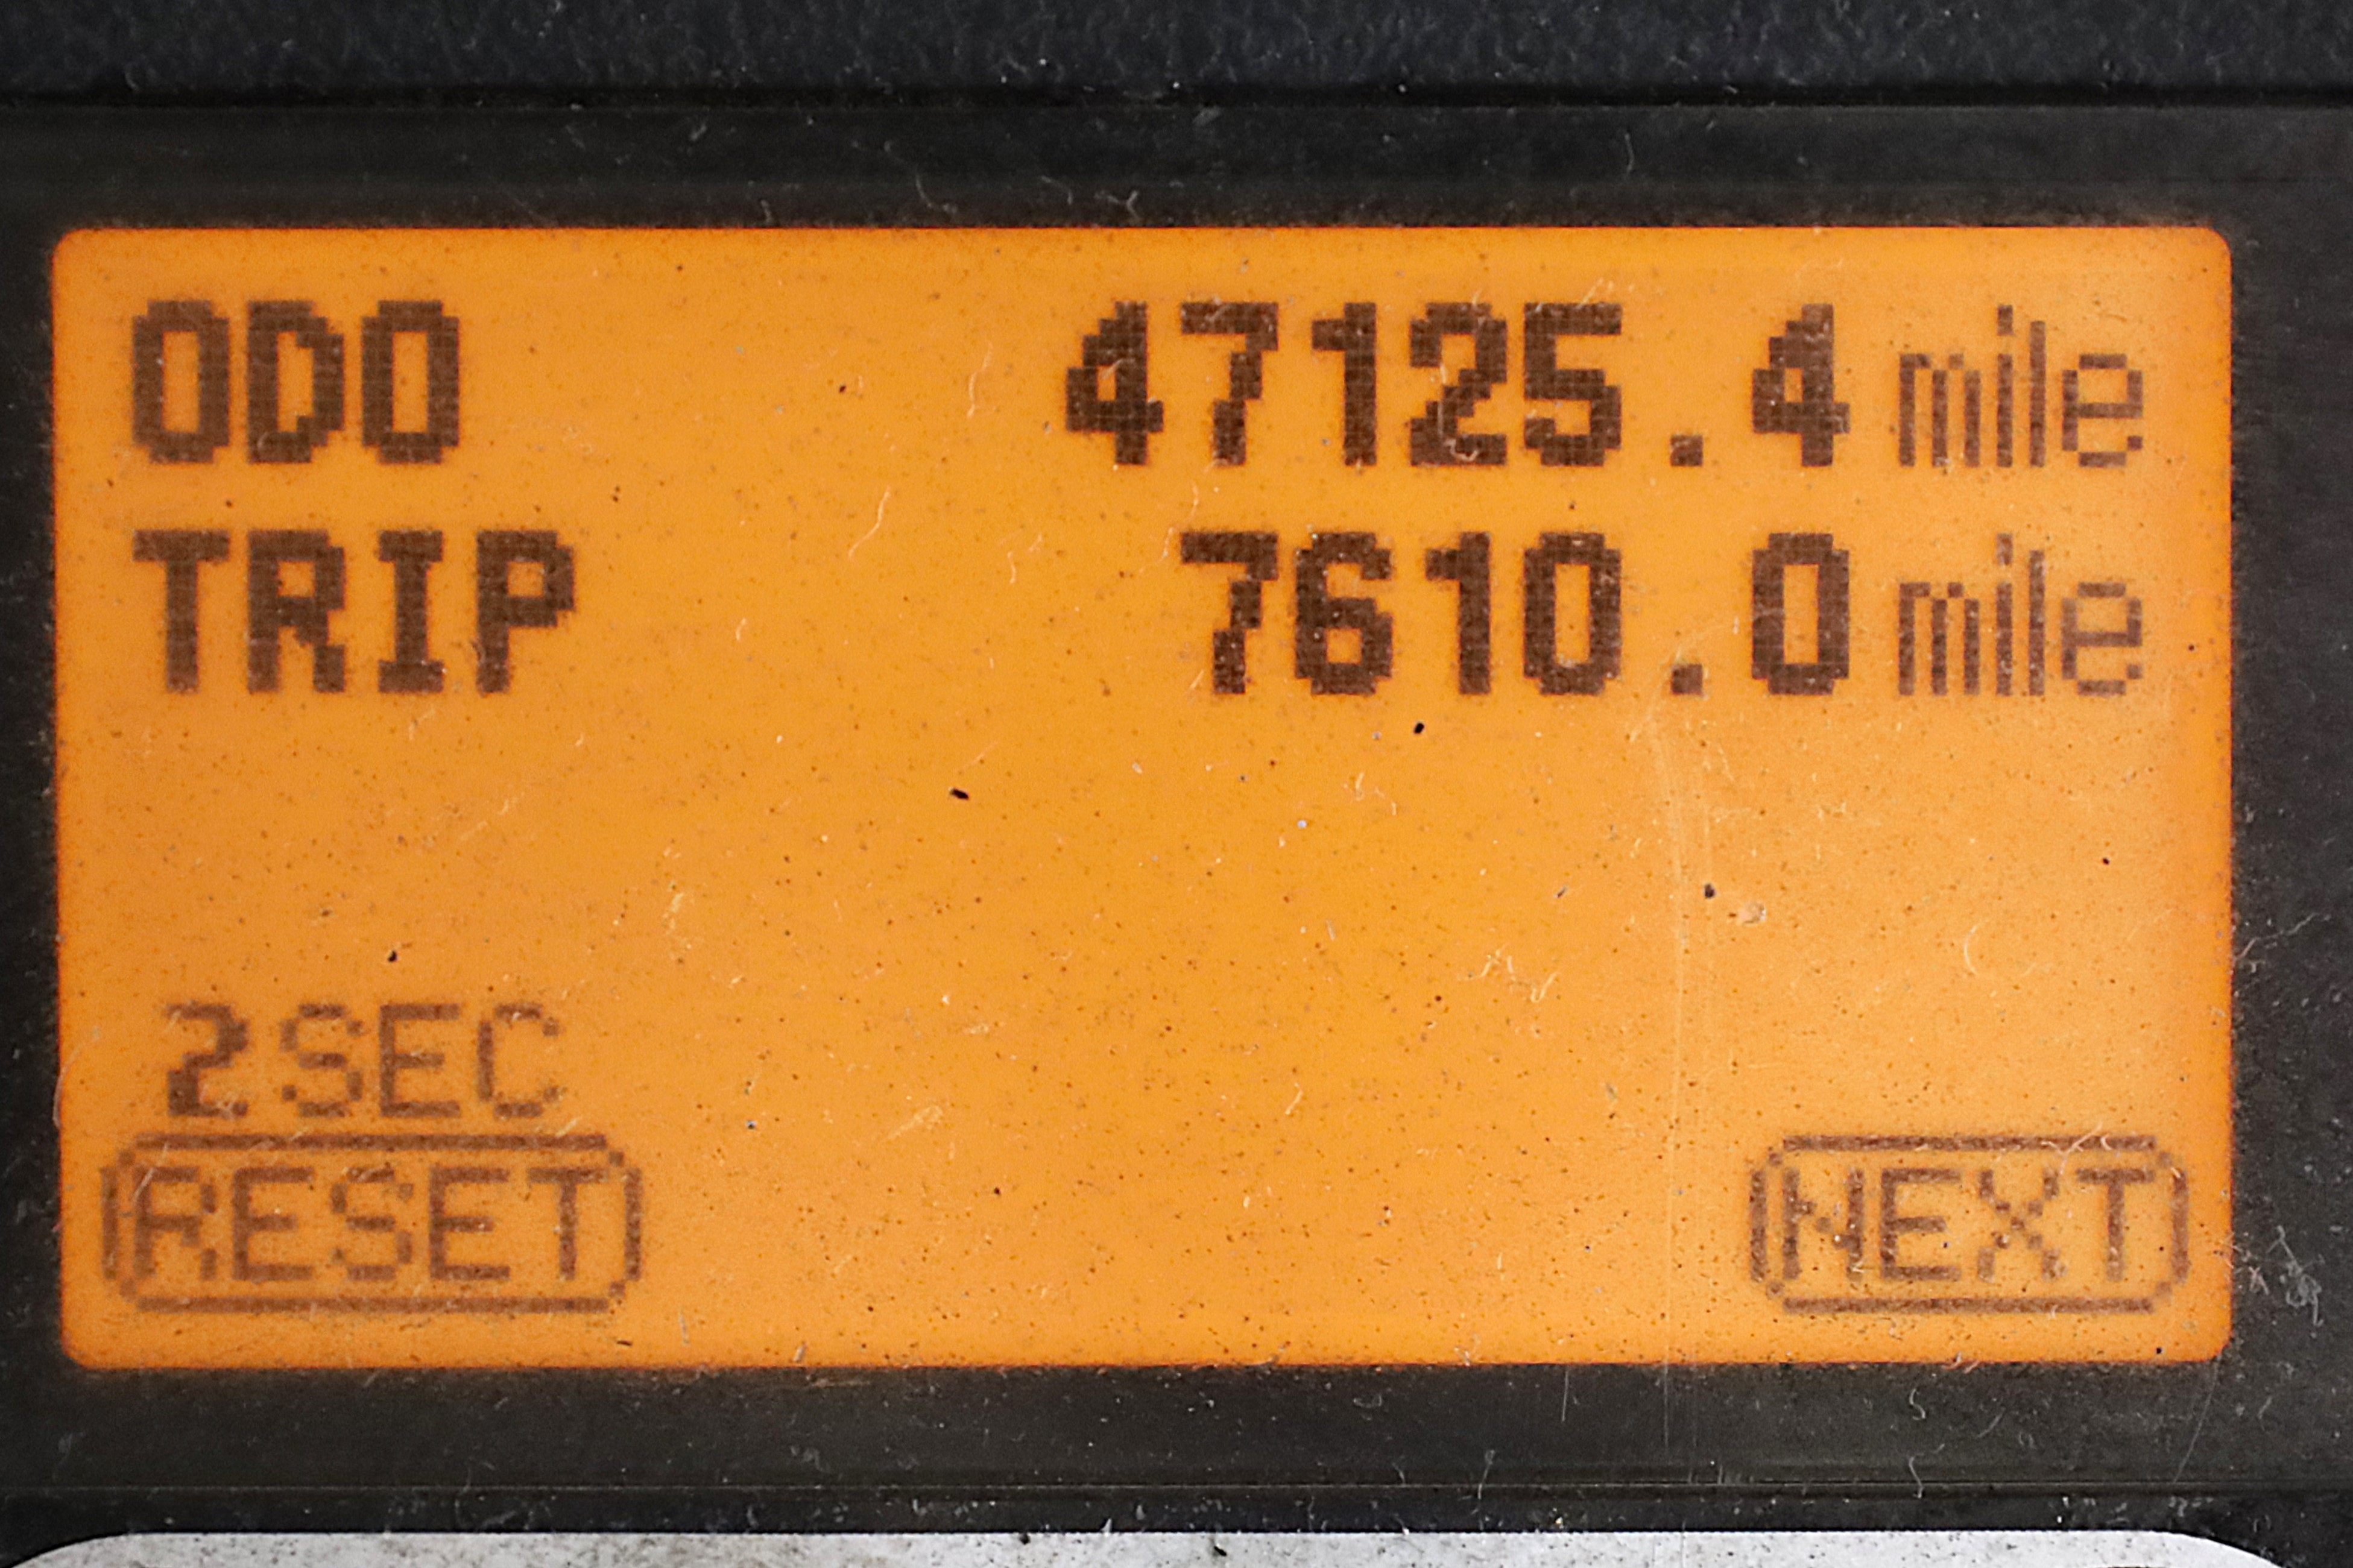 ODO 47125.4 mile
TRIP 7610.0 mile
2SEC
RESET NEXT